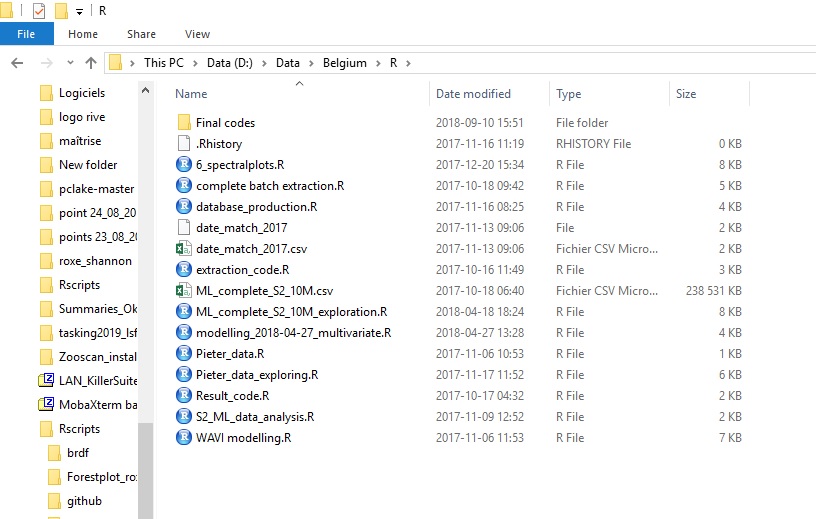 R
File Home Share View
This PC Data (D:) Data Belgium R
Name Date modified Type Size
Logiciels
logo rive
maîtrise
New folder
pclake-master
point 24_08_20
points 23_08_20
roxe_shannon
Rscripts
Summaries_Ok
tasking2019_lsf
Zooscan_instal
LAN_KillerSuite
MobaXterm ba
Rscripts
brdf
Forestplot_rox
github
Final codes 2018-09-10 15:51 File folder
.Rhistory 2017-11-16 11:19 RHISTORY File 0 KB
6_spectralplots.R 2017-12-20 15:34 R File 8 KB
complete batch extraction.R 2017-10-18 09:42 R File 5 KB
database_production.R 2017-11-16 08:25 R File 4 KB
date_match_2017 2017-11-13 09:06 File 2 KB
date_match_2017.csv 2017-11-13 09:06 Fichier CSV Micro... 2 KB
extraction_code.R 2017-10-16 11:49 R File 3 KB
ML_complete_S2_10M.csv 2017-10-18 06:40 Fichier CSV Micro... 238 531 KB
ML_complete_S2_10M_exploration.R 2018-04-18 18:24 R File 8 KB
modelling_2018-04-27_multivariate.R 2018-04-27 13:28 R File 4 KB
Pieter_data.R 2017-11-06 10:53 R File 1 KB
Pieter_data_exploring.R 2017-11-17 11:52 R File 6 KB
Result_code.R 2017-10-17 04:32 R File 2 KB
S2_ML_data_analysis.R 2017-11-09 12:52 R File 2 KB
WAVI modelling.R 2017-11-06 11:53 R File 7 KB